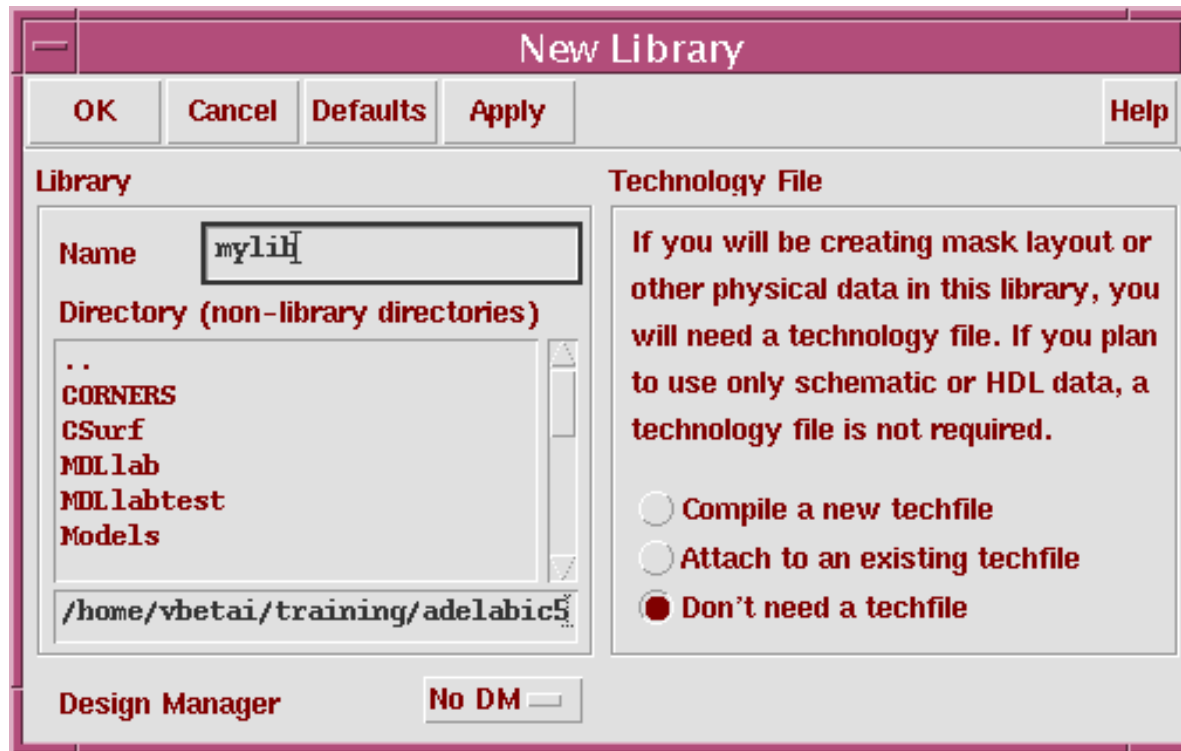 New Library
OK Cancel Defaults Apply Help
Library
Name mylib
Directory (non-library directories)
..
CORNERS
CSurf
MDLlab
MDLlabtest
Models
/home/vbetai/training/adelabic5
Design Manager No DM
Technology File
If you will be creating mask layout or
other physical data in this library, you
will need a technology file. If you plan
to use only schematic or HDL data, a
technology file is not required.
Compile a new techfile
Attach to an existing techfile
Don't need a techfile